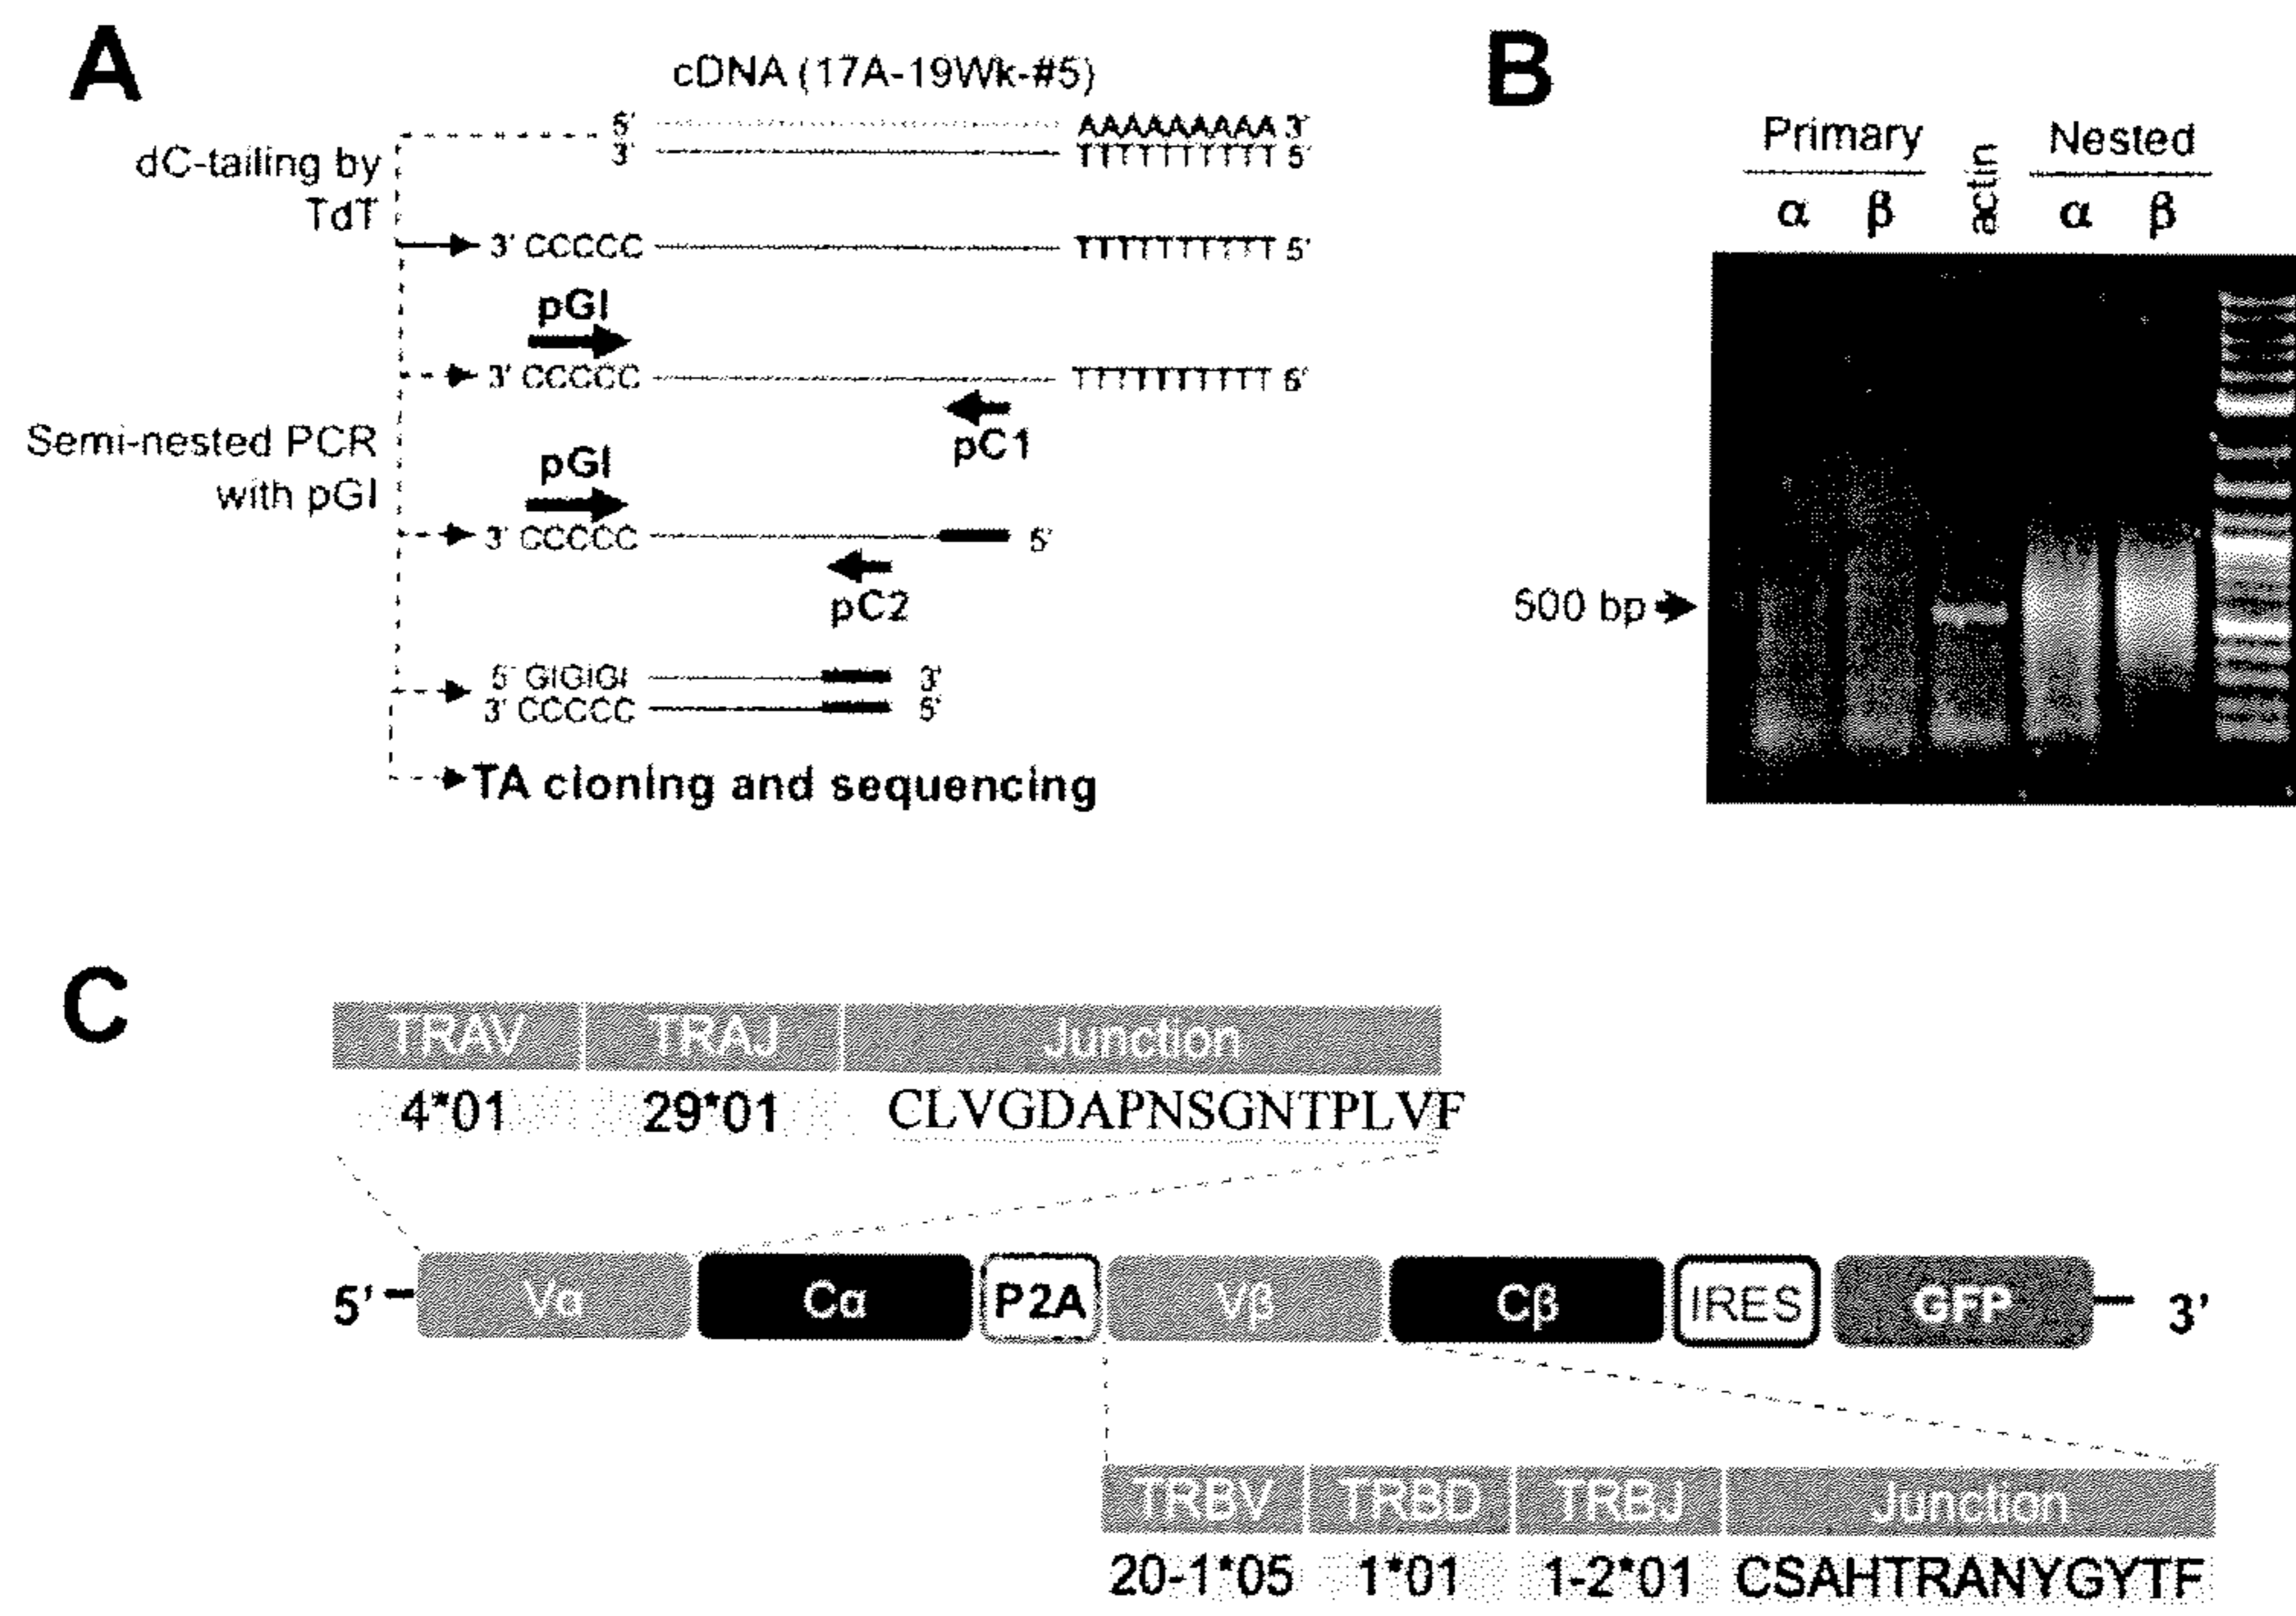 A
cDNA (17A-19Wk-#5)
5' AAAAAAAAA 3'
3' TTTTTTTTTT 5'
dC-tailing by
TdT
3' CCCCC TTTTTTTTTT 5'
pGI
3' CCCCC TTTTTTTTTT 5'
pC1
Semi-nested PCR
with pGI
pGI
3' CCCCC 5'
pC2
5' GIGIGI 3'
3' CCCCC 5'
TA cloning and sequencing
B
Primary actin Nested
α β α β
500 bp
C
TRAV TRAJ Junction
4*01 29*01 CLVGDAPNSGNTPLVF
5' Vα Cα P2A Vβ Cβ IRES GFP 3'
TRBV TRBD TRBJ Junction
20-1*05 1*01 1-2*01 CSAHTRANYGYTF